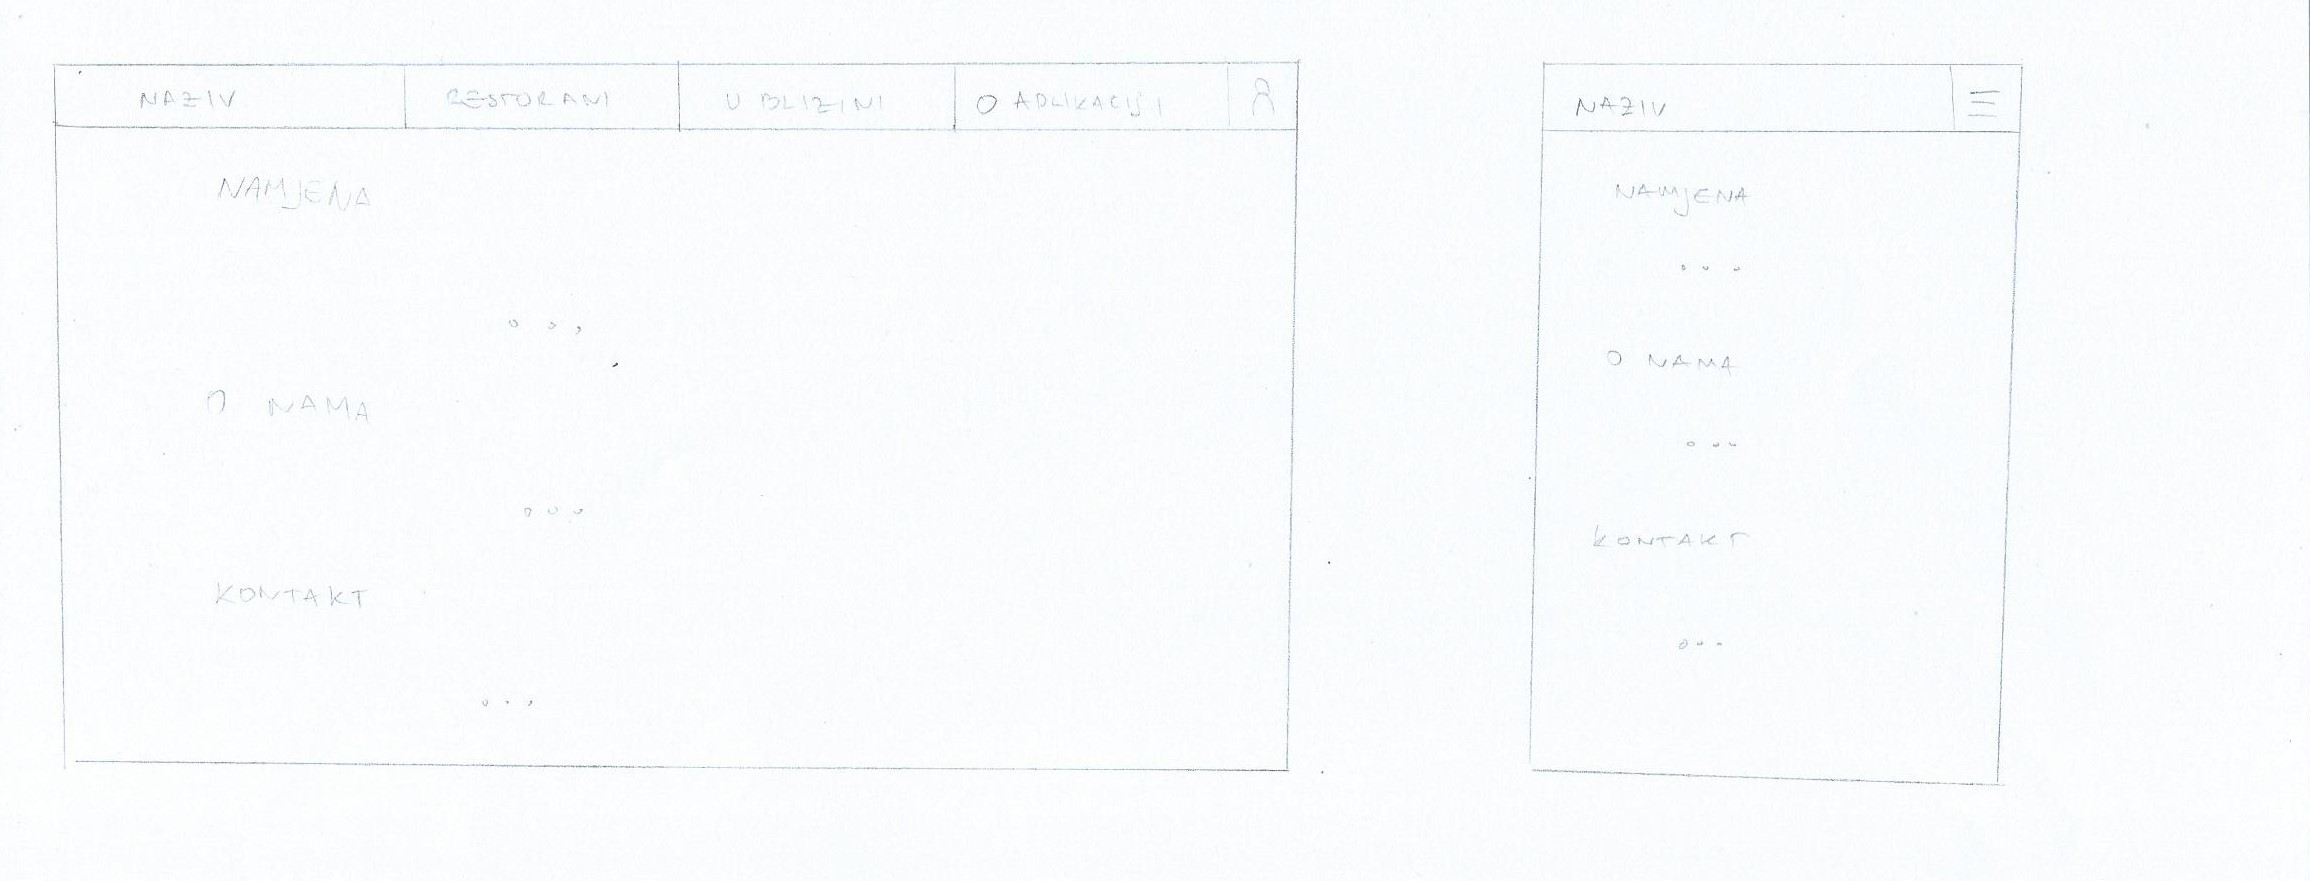 NAZIV RESTORANI U BLIZINI O APLIKACIJI
NAMJENA
...
O NAMA
...
KONTAKT
...
NAZIV
NAMJENA
...
O NAMA
...
KONTAKT
...